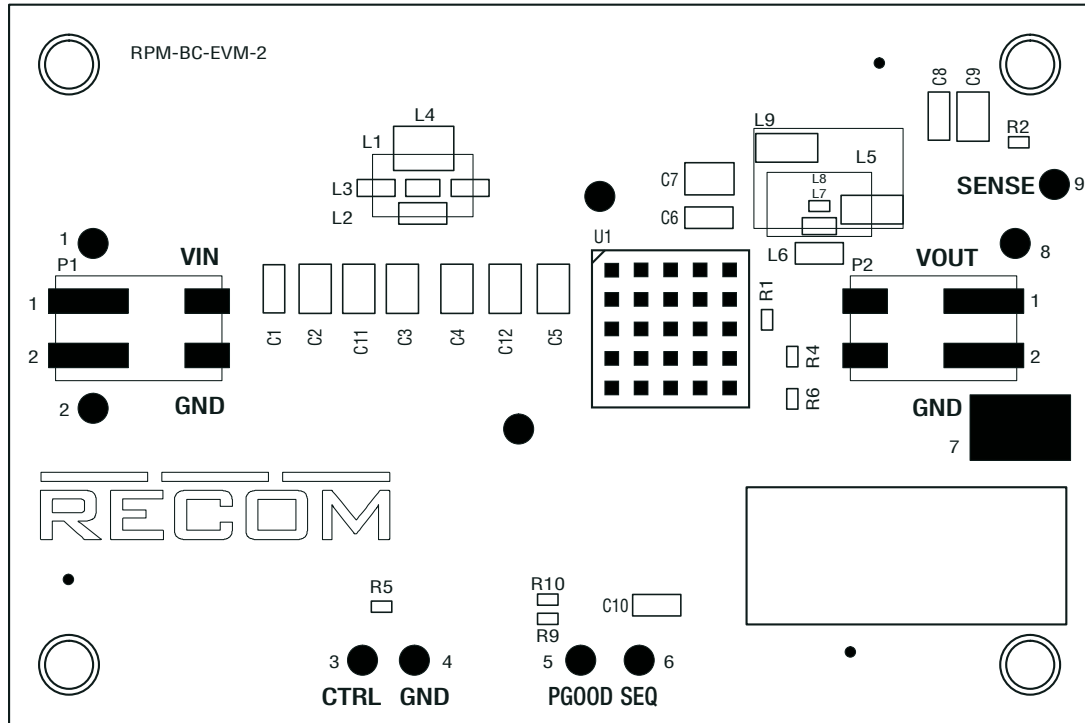 RPM-BC-EVM-2
C8
C9
L4
L9
L1
R2
L5
L3
C7
L8
L7
SENSE
9
L2
C6
1
U1
L6
8
VIN
VOUT
P1
P2
1
R1
1
C1
C2
C11
C3
C4
C12
C5
2
R4
2
R6
2
GND
GND
7
RECOM
R5
R10
C10
R9
3
4
5
6
CTRL
GND
PGOOD
SEQ